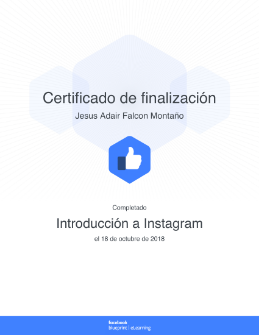 Certificado de finalización
Jesus Adair Falcon Montaño
Completado
Introducción a Instagram
el 18 de octubre de 2018
facebook
blueprint | eLearning